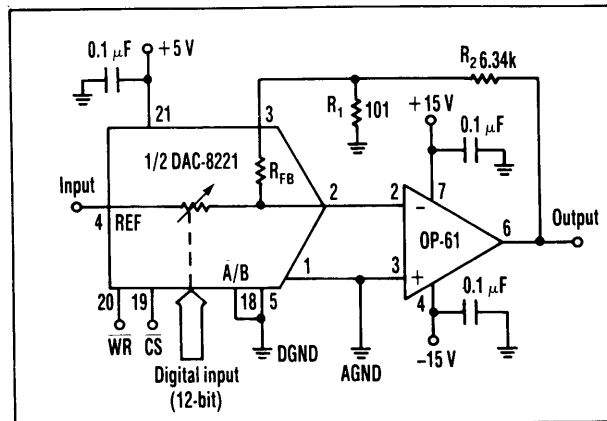 0.1 µF
+5 V
R2 6.34k
21
3
R1 101
+15 V
0.1 µF
1/2 DAC-8221
RFB
7
Input
4 REF
2
2
−
OP-61
6
Output
A/B
1
3
+
20
19
18
5
4
0.1 µF
WR
CS
DGND
AGND
−15 V
Digital input
(12-bit)